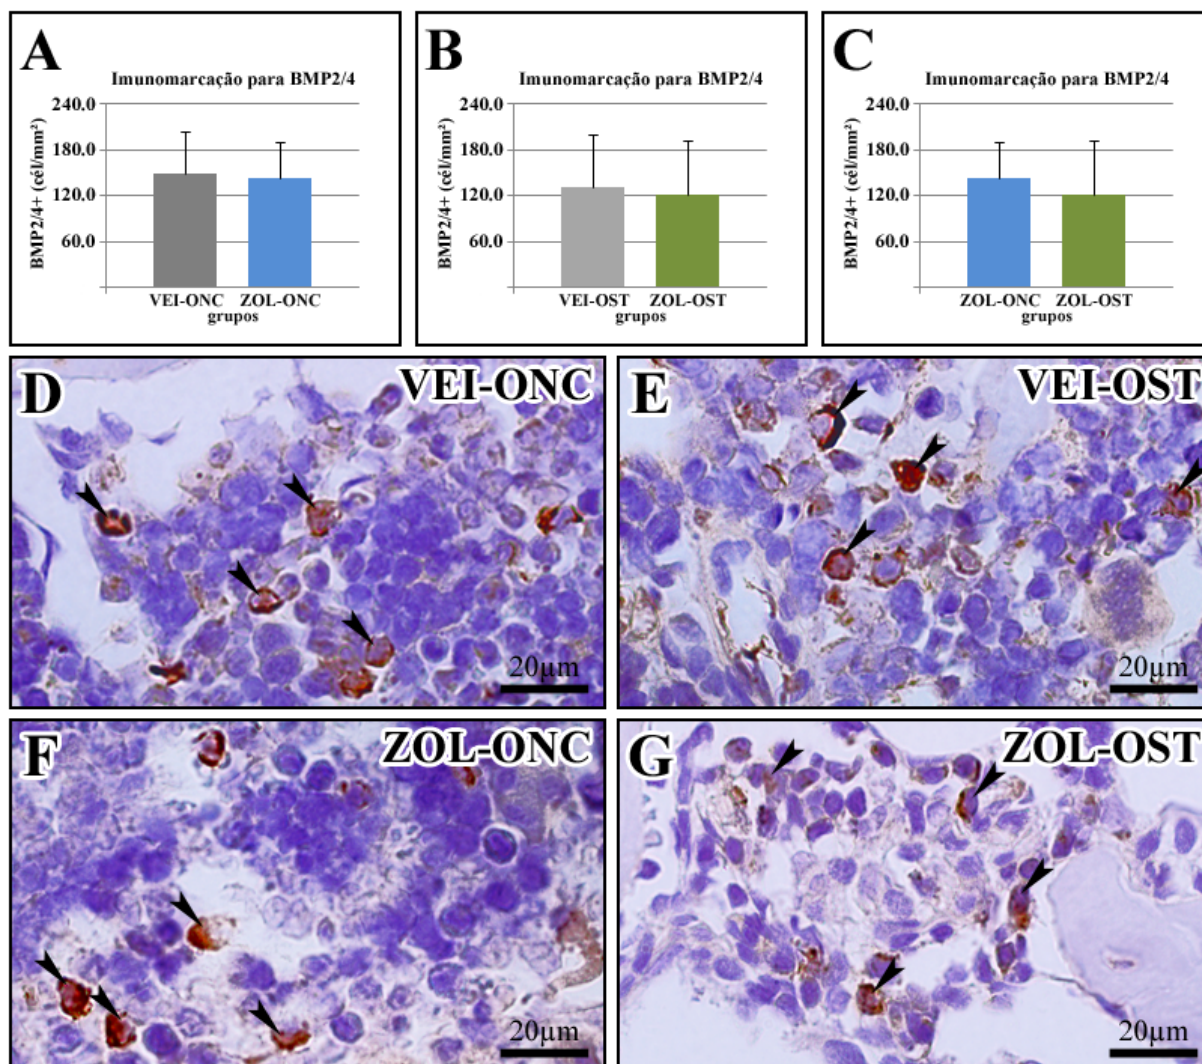 A
Imunomarcação para BMP2/4
BMP2/4+ (cél/mm²)
240.0
180.0
120.0
60.0
VEI-ONC ZOL-ONC
grupos
B
Imunomarcação para BMP2/4
BMP2/4+ (cél/mm²)
240.0
180.0
120.0
60.0
VEI-OST ZOL-OST
grupos
C
Imunomarcação para BMP2/4
BMP2/4+ (cél/mm²)
240.0
180.0
120.0
60.0
ZOL-ONC ZOL-OST
grupos
D VEI-ONC
20µm
E VEI-OST
20µm
F ZOL-ONC
20µm
G ZOL-OST
20µm